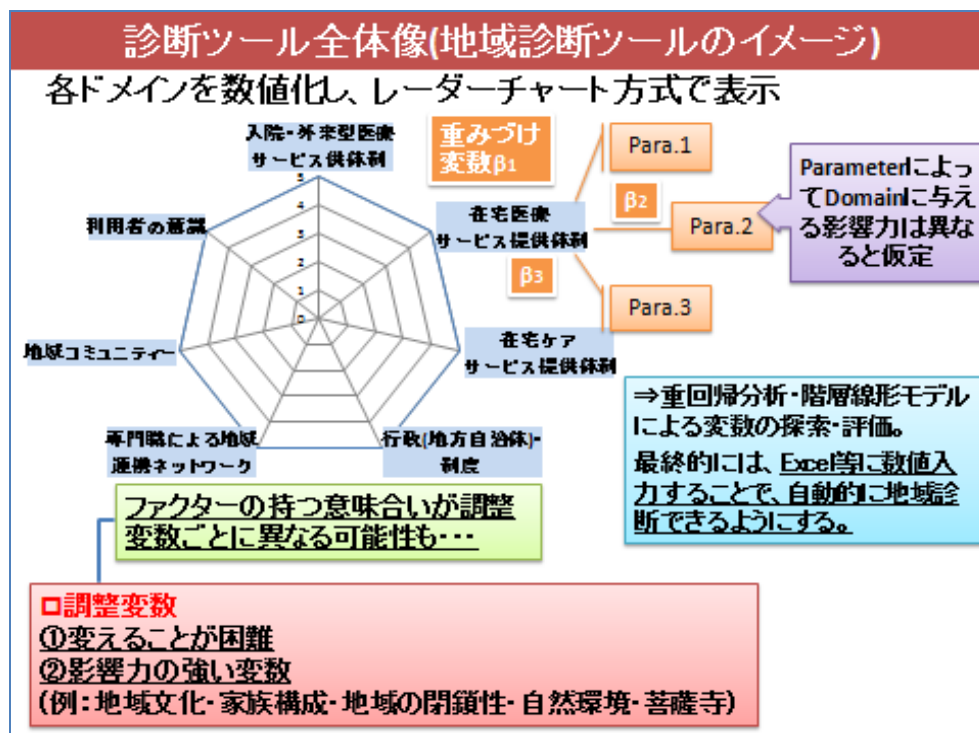 診断ツール全体像(地域診断ツールのイメージ)
各ドメインを数値化し、レーダーチャート方式で表示
入院・外来型医療
サービス供体制
5
4
3
2
1
0
利用者の意識
地域コミュニティー
専門職による地域
連携ネットワーク
行政(地方自治体)・
制度
在宅ケア
サービス提供体制
在宅医療
サービス提供体制
重みづけ
変数β1
β2
β3
Para.1
Para.2
Para.3
Parameterによっ
てDomainに与え
る影響力は異な
ると仮定
⇒重回帰分析・階層線形モデル
による変数の探索・評価。
最終的には、Excel等に数値入
力することで、自動的に地域診
断できるようにする。
ファクターの持つ意味合いが調整
変数ごとに異なる可能性も・・・
□調整変数
①変えることが困難
②影響力の強い変数
(例：地域文化・家族構成・地域の閉鎖性・自然環境・菩薩寺)